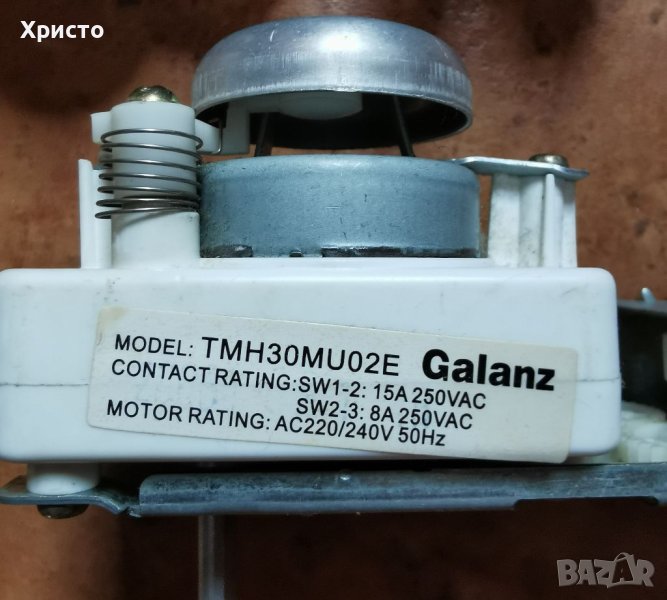 Христо
MODEL: TMH30MU02E Galanz
CONTACT RATING:SW1-2: 15A 250VAC
SW2-3: 8A 250VAC
MOTOR RATING: AC220/240V 50Hz
BAZAR